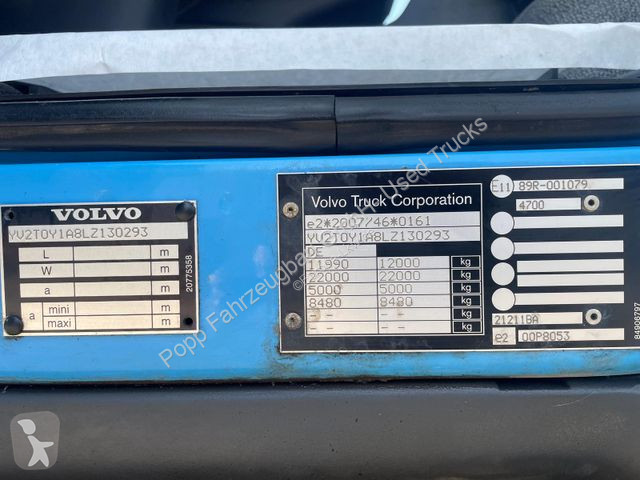 VOLVO
YV2T0Y1A8LZ130293
L m
W m
a m
a mini m
maxi m
20775358
Volvo Truck Corporation
e2*2007/46*0161
YV2T0Y1A8LZ130293
DE
11990 12000 kg
22000 22000 kg
5000 5000 kg
8480 8480 kg
- - kg
- - kg
E11 89R-001079
4700
21211BA
e2 00P8053
84906797
Popp Fahrzeugbau Used Trucks